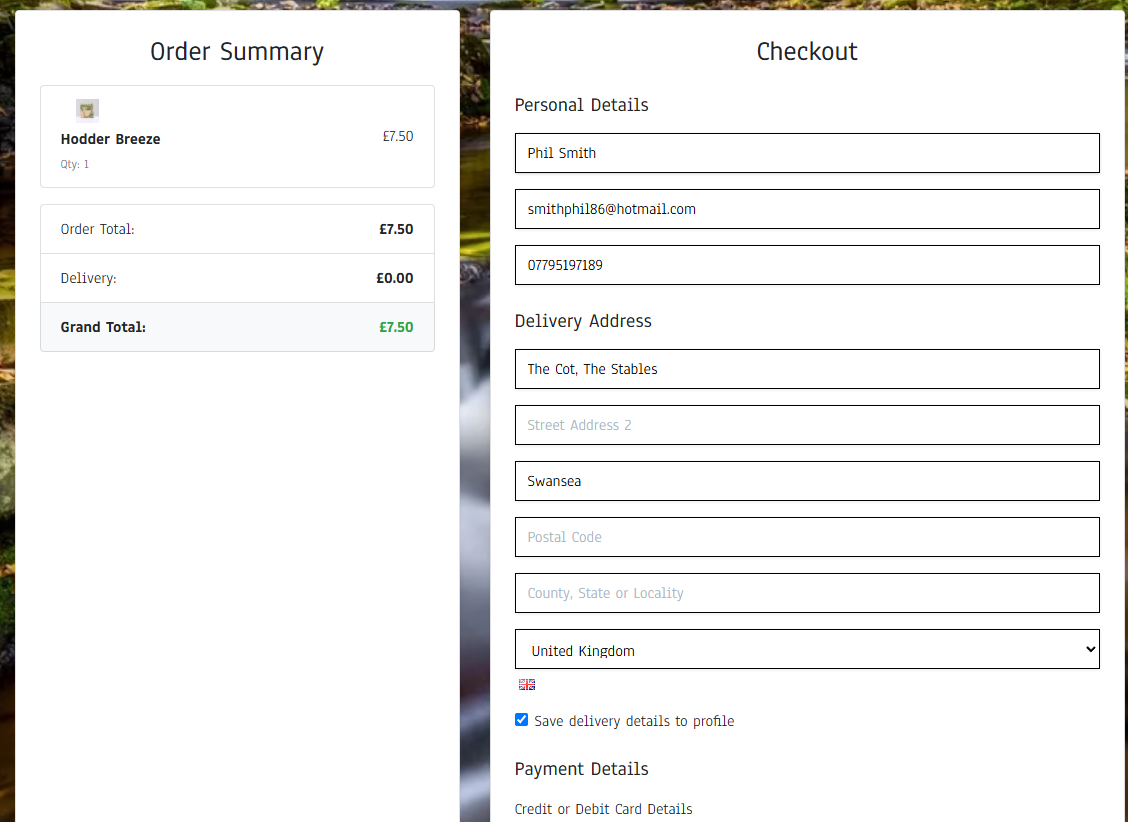 Order Summary
Hodder Breeze
£7.50
Qty: 1
Order Total:
£7.50
Delivery:
£0.00
Grand Total:
£7.50
Checkout
Personal Details
Phil Smith
smithphil86@hotmail.com
07795197189
Delivery Address
The Cot, The Stables
Street Address 2
Swansea
Postal Code
County, State or Locality
United Kingdom
Save delivery details to profile
Payment Details
Credit or Debit Card Details